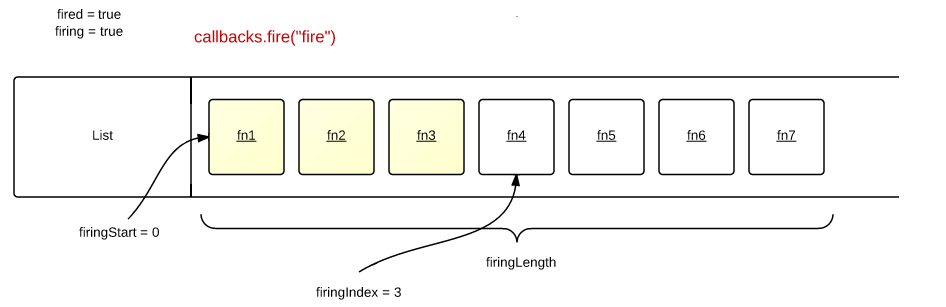 fired = true
firing = true
callbacks.fire("fire")
List
fn1
fn2
fn3
fn4
fn5
fn6
fn7
firingStart = 0
firingLength
firingIndex = 3